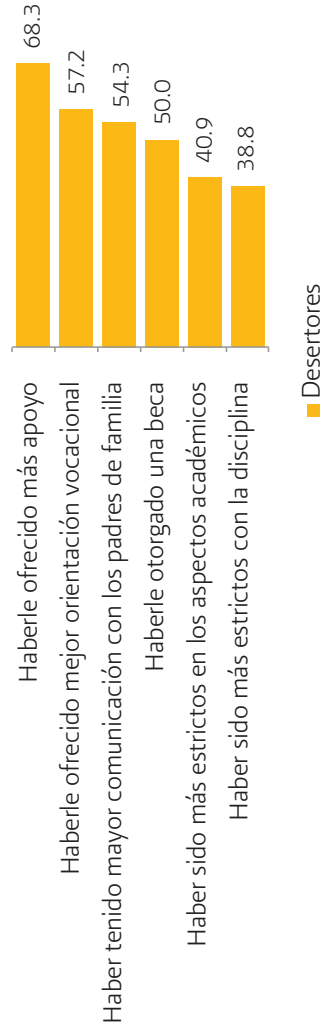 Haberle ofrecido más apoyo
68.3
Haberle ofrecido mejor orientación vocacional
57.2
Haber tenido mayor comunicación con los padres de familia
54.3
Haberle otorgado una beca
50.0
Haber sido más estrictos en los aspectos académicos
40.9
Haber sido más estrictos con la disciplina
38.8
Desertores